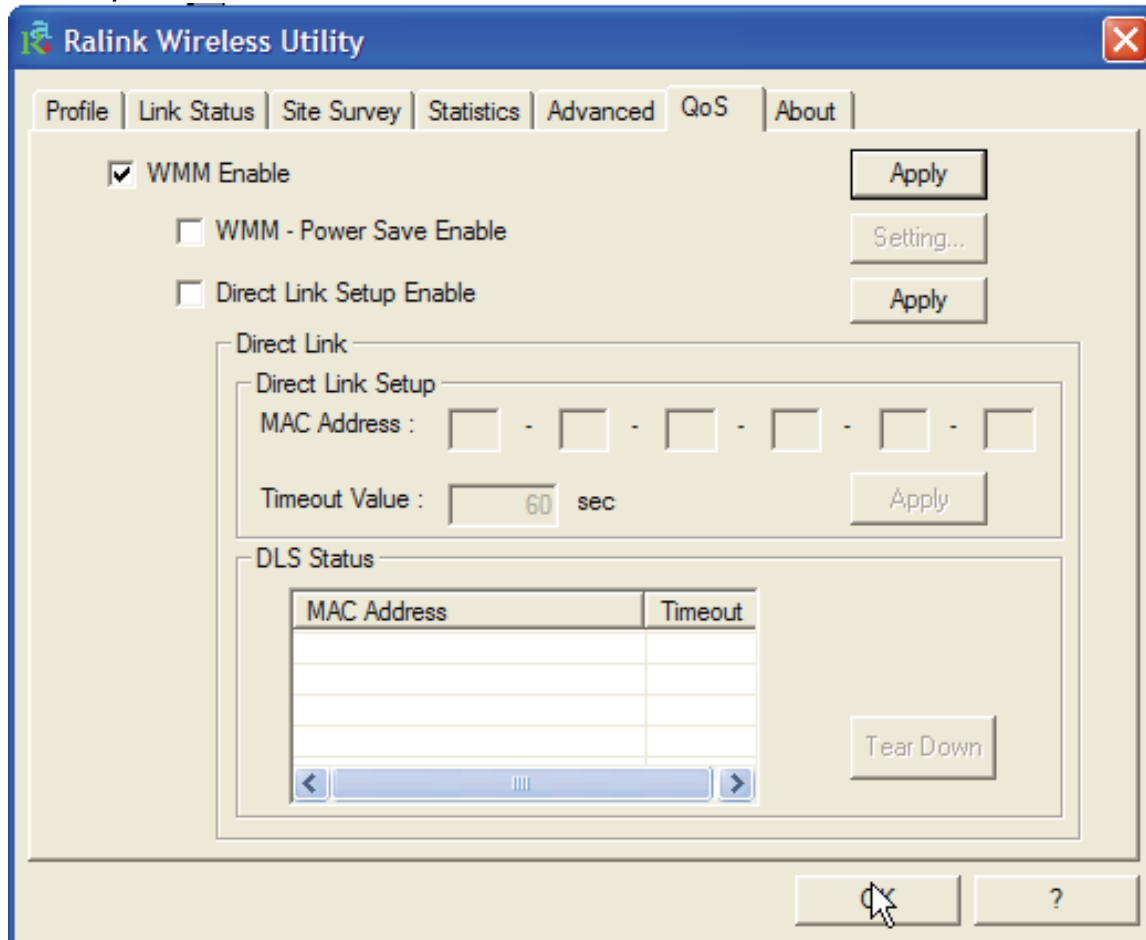 Ralink Wireless Utility
Profile Link Status Site Survey Statistics Advanced QoS About
WMM Enable Apply
WMM - Power Save Enable Setting...
Direct Link Setup Enable Apply
Direct Link
Direct Link Setup
MAC Address : - - - - -
Timeout Value : 60 sec Apply
DLS Status
MAC Address Timeout
Tear Down
OK ?